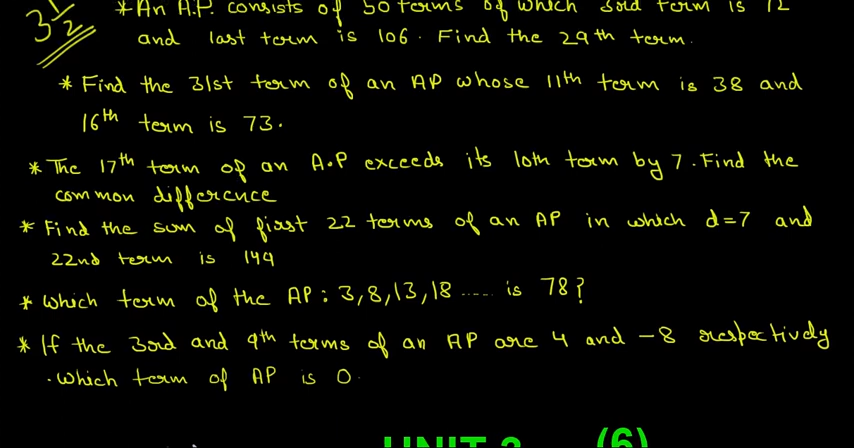 3 1/2
* An A.P. consists of 50 terms of which 3rd term is 12
and last term is 106. Find the 29th term.
* Find the 31st term of an AP whose 11th term is 38 and
16th term is 73.
* The 17th term of an A.P exceeds its 10th term by 7. Find the
common difference
* Find the sum of first 22 terms of an AP in which d=7 and
22nd term is 149
* Which term of the AP: 3,8,13,18 ..... is 78?
* If the 3rd and 9th terms of an AP are 4 and -8 respectively
. which term of AP is 0.
UNIT 2 (6)